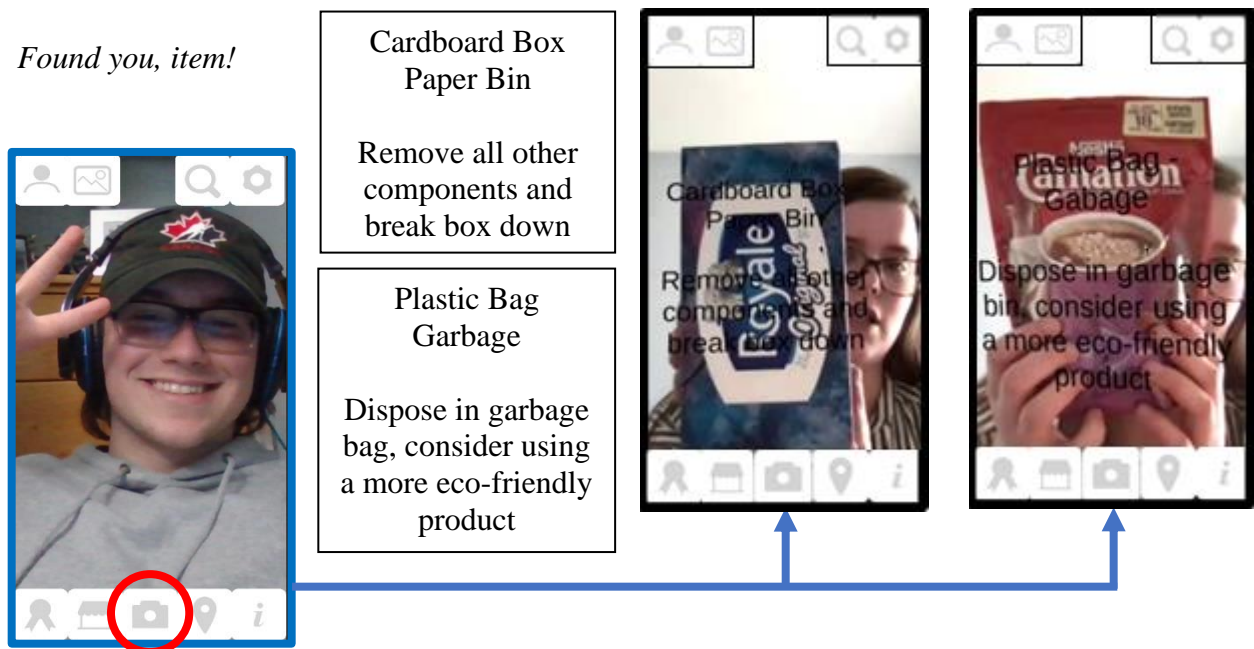 Found you, item!
Cardboard Box
Paper Bin
Remove all other
components and
break box down
Plastic Bag
Garbage
Dispose in garbage
bag, consider using
a more eco-friendly
product
Cardboard Box
Paper Bin
Remove all other
components and
break box down
Royale
Original
Plastic Bag -
Gabage
Dispose in garbage
bin, consider using
a more eco-friendly
product
Carnation
i
i
i